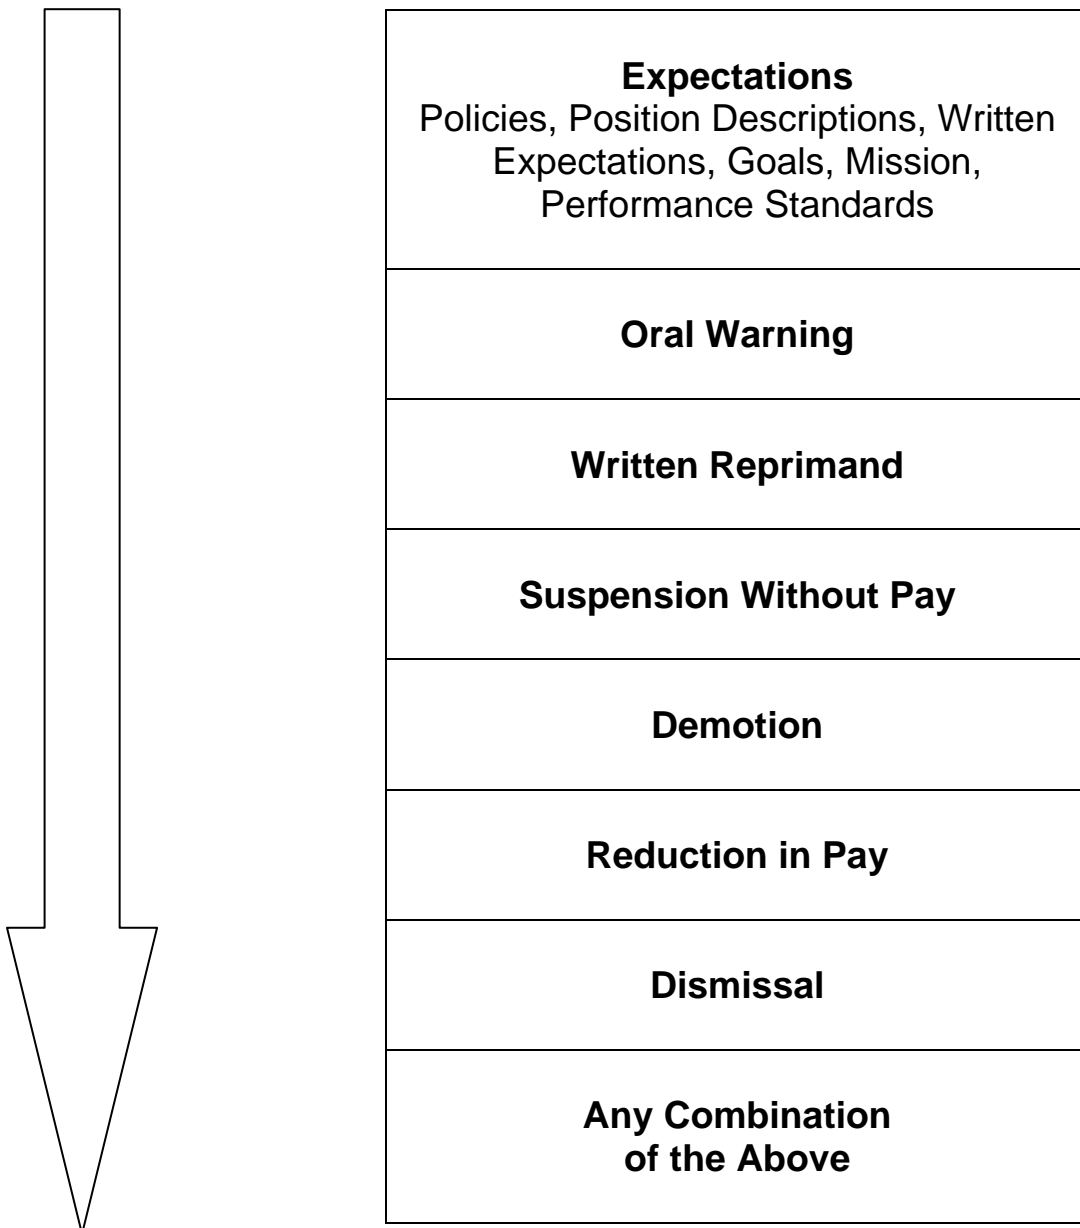 Expectations
Policies, Position Descriptions, Written
Expectations, Goals, Mission,
Performance Standards
Oral Warning
Written Reprimand
Suspension Without Pay
Demotion
Reduction in Pay
Dismissal
Any Combination
of the Above